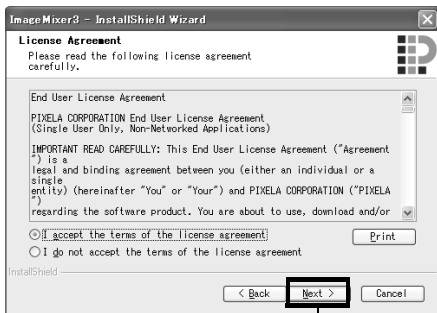 ImageMixer3 - InstallShield Wizard
License Agreement
Please read the following license agreement
carefully.
End User License Agreement
PIXELA CORPORATION End User License Agreement
(Single User Only, Non-Networked Applications)
IMPORTANT READ CAREFULLY: This End User License Agreement ("Agreement
") is a
legal and binding agreement between you (either an individual or a
single
entity) (hereinafter "You" or "Your") and PIXELA CORPORATION ("PIXELA
")
regarding the software product. You are about to use, download and/or
I accept the terms of the license agreement
Print
I do not accept the terms of the license agreement
InstallShield
< Back Next > Cancel